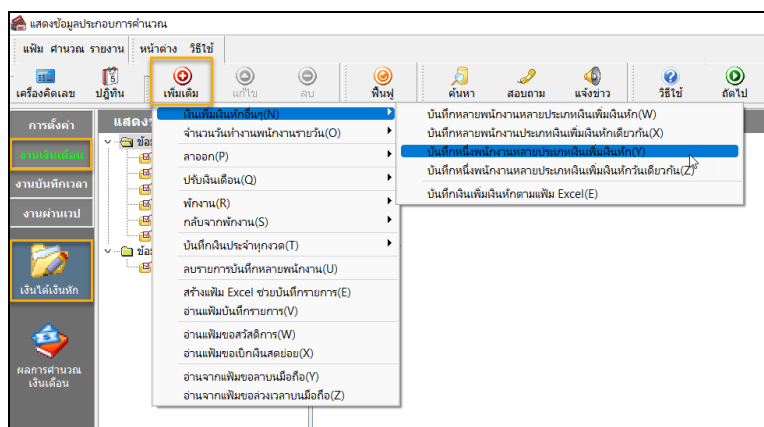 แสดงข้อมูลประกอบการคำนวณ
แฟ้ม คำนวณ รายงาน หน้าต่าง วิธีใช้
เครื่องคิดเลข ปฏิทิน เพิ่มเติม แก้ไข ลบ ฟื้นฟู ค้นหา สอบถาม แจ้งข่าว วิธีใช้ ถัดไป
การตั้งค่า
งานเงินเดือน
งานบันทึกเวลา
งานผ่านเวป
เงินได้เงินหัก
ผลการคำนวณ
เงินเดือน
เงินเพิ่มเงินหักอื่นๆ(N)
จำนวนวันทำงานพนักงานรายวัน(O)
ลาออก(P)
ปรับเงินเดือน(Q)
พักงาน(R)
กลับจากพักงาน(S)
บันทึกเงินประจำทุกงวด(T)
ลบรายการบันทึกหลายพนักงาน(U)
สร้างแฟ้ม Excel ช่วยบันทึกรายการ(E)
อ่านแฟ้มบันทึกรายการ(V)
อ่านแฟ้มขอสวัสดิการ(W)
อ่านแฟ้มขอเบิกเงินสดย่อย(X)
อ่านจากแฟ้มขอลาบนมือถือ(Y)
อ่านจากแฟ้มขอล่วงเวลาบนมือถือ(Z)
บันทึกหลายพนักงานหลายประเภทเงินเพิ่มเงินหัก(W)
บันทึกหลายพนักงานประเภทเงินเพิ่มเงินหักเดียวกัน(X)
บันทึกหนึ่งพนักงานหลายประเภทเงินเพิ่มเงินหัก(Y)
บันทึกหนึ่งพนักงานหลายประเภทเงินเพิ่มเงินหักวันเดียวกัน(Z)
บันทึกเงินเพิ่มเงินหักตามแฟ้ม Excel(E)